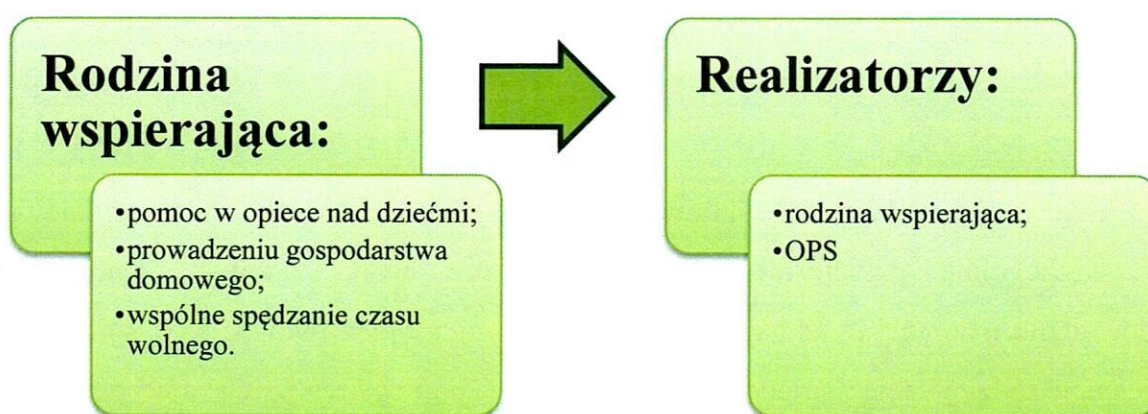 Rodzina
wspierająca:
•pomoc w opiece nad dziećmi;
•prowadzeniu gospodarstwa
domowego;
•wspólne spędzanie czasu
wolnego.
Realizatorzy:
•rodzina wspierająca;
•OPS